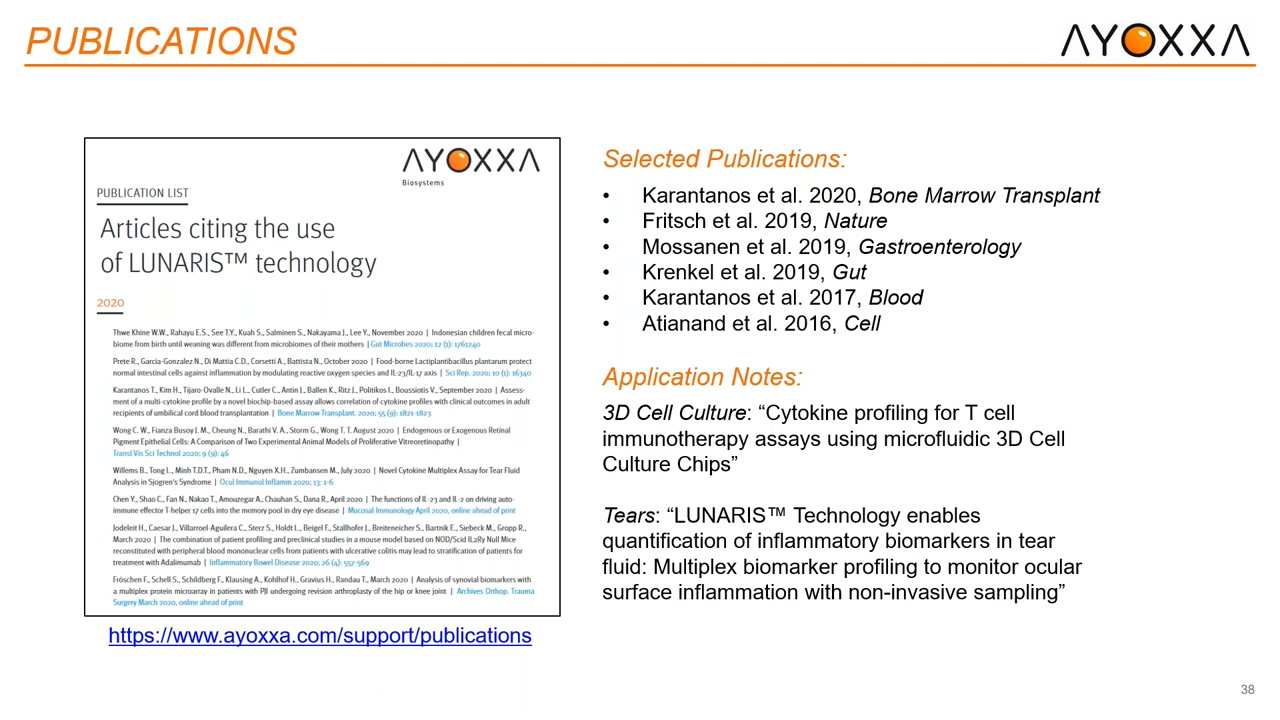 PUBLICATIONS
AYOXXA
AYOXXA
Biosystems
PUBLICATION LIST
Articles citing the use
of LUNARIS™ technology
2020
Thwe Khine W.W., Rahayu E.S., See T.Y., Kuah S., Salminen S., Nakayama J., Lee Y., November 2020 | Indonesian children fecal micro-
biome from birth until weaning was different from microbiomes of their mothers | Gut Microbes 2020; 12 (1): 1761240
Prete R., Garcia-Gonzalez N., Di Mattia C.D., Corsetti A., Battista N., October 2020 | Food-borne Lactiplantibacillus plantarum protect
normal intestinal cells against inflammation by modulating reactive oxygen species and IL-23/IL-17 axis | Sci Rep. 2020; 10 (1): 16340
Karantanos T., Kim H., Tijaro-Ovalle N., Li L., Cutler C., Antin J., Ballen K., Ritz J., Politikos I., Boussiotis V., September 2020 | Assess-
ment of a multi-cytokine profile by a novel biochip-based assay allows correlation of cytokine profiles with clinical outcomes in adult
recipients of umbilical cord blood transplantation | Bone Marrow Transplant. 2020; 55 (9): 1821-1823
Wong C. W., Fianza Busoy J. M., Cheung N., Barathi V. A., Storm G., Wong T. T. August 2020 | Endogenous or Exogenous Retinal
Pigment Epithelial Cells: A Comparison of Two Experimental Animal Models of Proliferative Vitreoretinopathy |
Transl Vis Sci Technol 2020; 9 (9): 46
Willems B., Tong L., Minh T.D.T., Pham N.D., Nguyen X.H., Zumbansen M., July 2020 | Novel Cytokine Multiplex Assay for Tear Fluid
Analysis in Sjogren's Syndrome | Ocul Immunol Inflamm 2020; 13: 1-6
Chen Y., Shao C., Fan N., Nakao T., Amouzegar A., Chauhan S., Dana R., April 2020 | The functions of IL-23 and IL-2 on driving auto-
immune effector T-helper 17 cells into the memory pool in dry eye disease | Mucosal Immunology April 2020, online ahead of print
Jodeleit H., Caesar J., Villarroel-Aguilera C., Sterz S., Holdt L., Beigel F., Stallhofer J., Breiteneicher S., Bartnik E., Siebeck M., Gropp R.,
March 2020 | The combination of patient profiling and preclinical studies in a mouse model based on NOD/Scid IL2Rγ Null Mice
reconstituted with peripheral blood mononuclear cells from patients with ulcerative colitis may lead to stratification of patients for
treatment with Adalimumab | Inflammatory Bowel Disease 2020; 26 (4): 557-569
Fröschen F., Schell S., Schildberg F., Klausing A., Kohlhof H., Gravius H., Randau T., March 2020 | Analysis of synovial biomarkers with
a multiplex protein microarray in patients with PJI undergoing revision arthroplasty of the hip or knee joint | Archives Orthop. Trauma
Surgery March 2020, online ahead of print
https://www.ayoxxa.com/support/publications
Selected Publications:
• Karantanos et al. 2020, Bone Marrow Transplant
• Fritsch et al. 2019, Nature
• Mossanen et al. 2019, Gastroenterology
• Krenkel et al. 2019, Gut
• Karantanos et al. 2017, Blood
• Atianand et al. 2016, Cell
Application Notes:
3D Cell Culture: “Cytokine profiling for T cell
immunotherapy assays using microfluidic 3D Cell
Culture Chips”
Tears: “LUNARIS™ Technology enables
quantification of inflammatory biomarkers in tear
fluid: Multiplex biomarker profiling to monitor ocular
surface inflammation with non-invasive sampling”
38